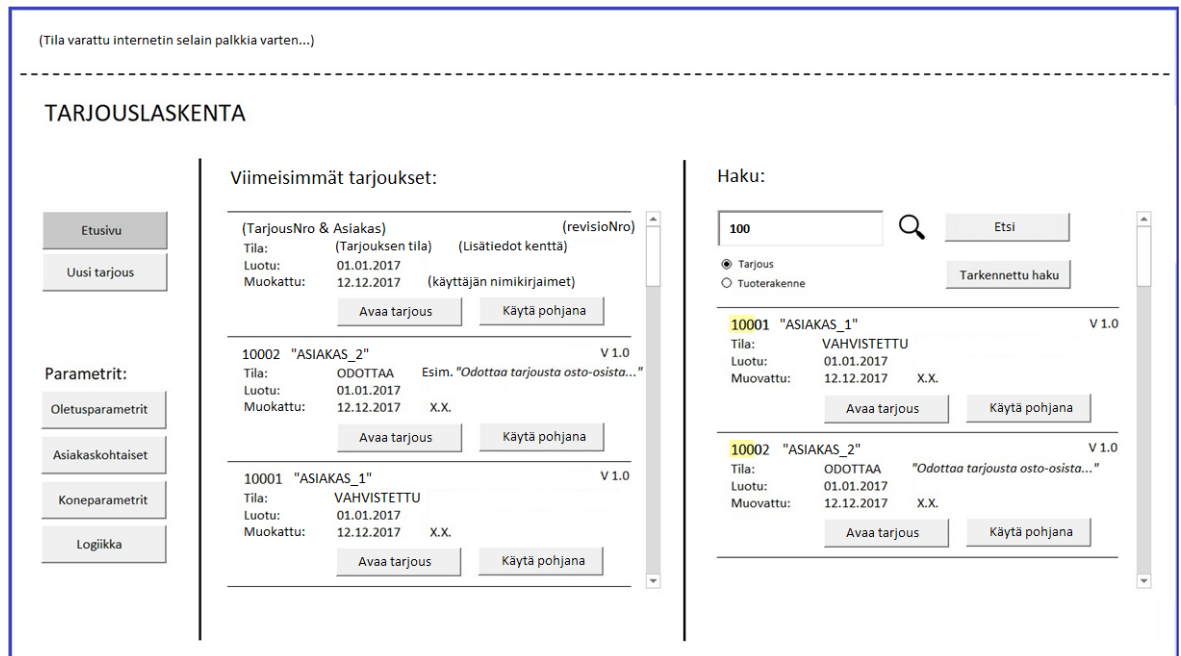 (Tila varattu internetin selain palkkia varten...)
TARJOUSLASKENTA
Etusivu
Uusi tarjous
Parametrit:
Oletusparametrit
Asiakaskohtaiset
Koneparametrit
Logiikka
Viimeisimmät tarjoukset:
(TarjousNro & Asiakas) (revisioNro)
Tila: (Tarjouksen tila) (Lisätiedot kenttä)
Luotu: 01.01.2017
Muokattu: 12.12.2017 (käyttäjän nimikirjaimet)
Avaa tarjous Käytä pohjana
10002 "ASIAKAS_2" V 1.0
Tila: ODOTTAA Esim. "Odottaa tarjousta osto-osista..."
Luotu: 01.01.2017
Muokattu: 12.12.2017 X.X.
Avaa tarjous Käytä pohjana
10001 "ASIAKAS_1" V 1.0
Tila: VAHVISTETTU
Luotu: 01.01.2017
Muokattu: 12.12.2017 X.X.
Avaa tarjous Käytä pohjana
Haku:
100 Etsi
Tarjous
Tuoterakenne
Tarkennettu haku
10001 "ASIAKAS_1" V 1.0
Tila: VAHVISTETTU
Luotu: 01.01.2017
Muovattu: 12.12.2017 X.X.
Avaa tarjous Käytä pohjana
10002 "ASIAKAS_2" V 1.0
Tila: ODOTTAA "Odottaa tarjousta osto-osista..."
Luotu: 01.01.2017
Muovattu: 12.12.2017 X.X.
Avaa tarjous Käytä pohjana